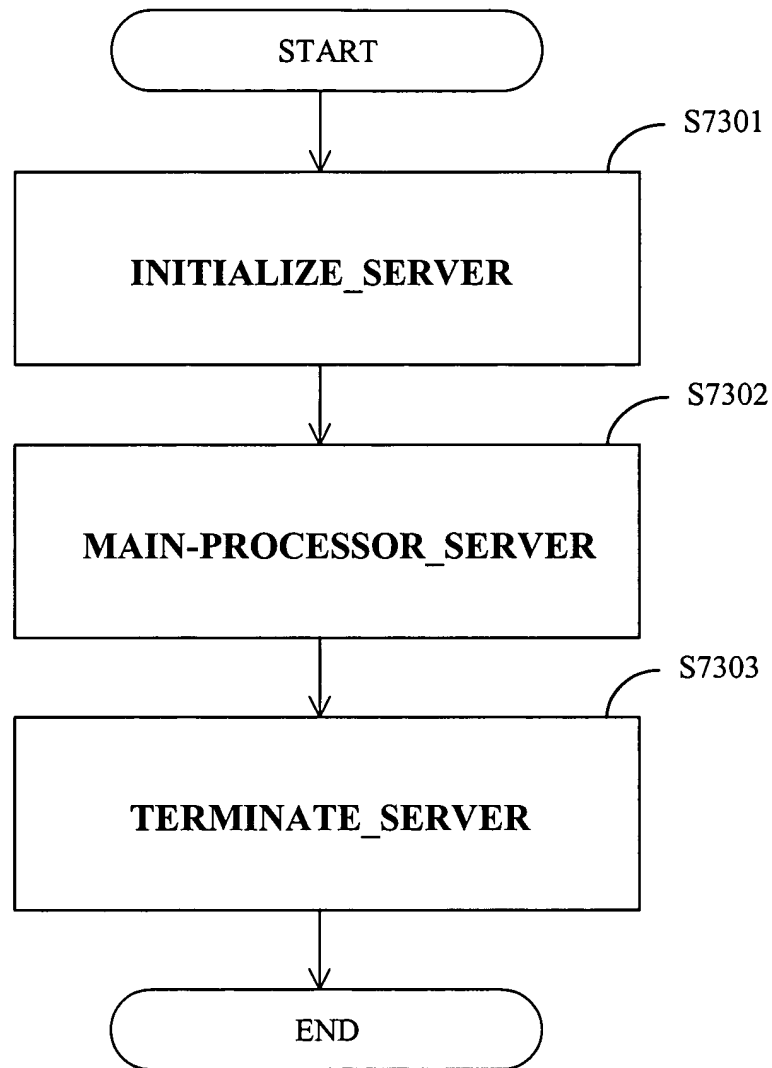 START
S7301
INITIALIZE_SERVER
S7302
MAIN-PROCESSOR_SERVER
S7303
TERMINATE_SERVER
END